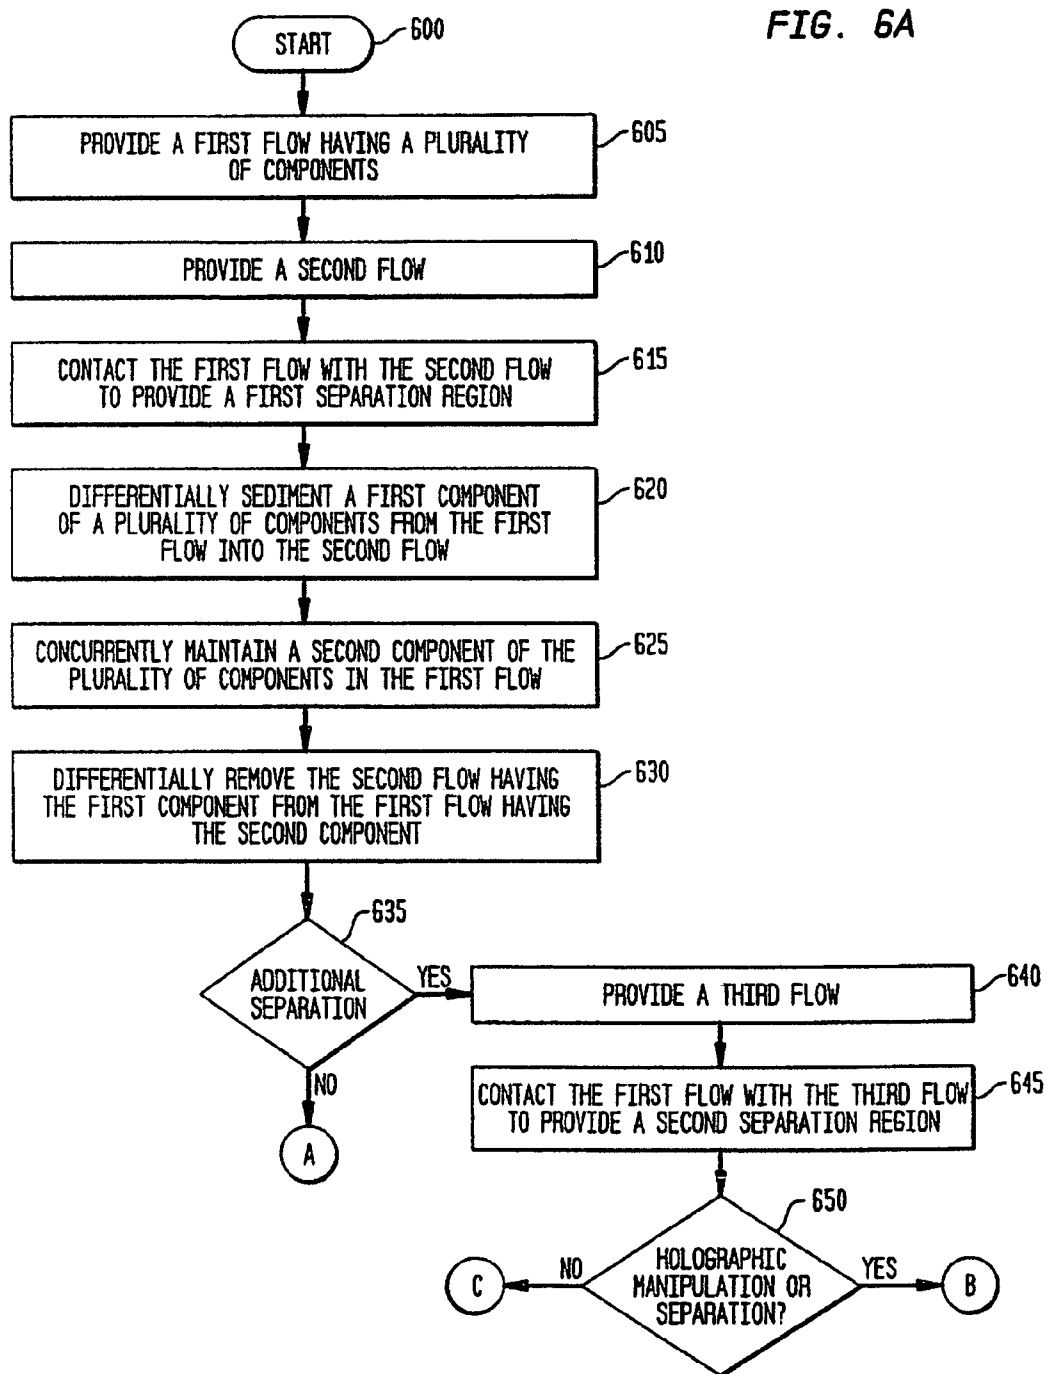 FIG. 6A
START
600
PROVIDE A FIRST FLOW HAVING A PLURALITY
OF COMPONENTS
605
PROVIDE A SECOND FLOW
610
CONTACT THE FIRST FLOW WITH THE SECOND FLOW
TO PROVIDE A FIRST SEPARATION REGION
615
DIFFERENTIALLY SEDIMENT A FIRST COMPONENT
OF A PLURALITY OF COMPONENTS FROM THE FIRST
FLOW INTO THE SECOND FLOW
620
CONCURRENTLY MAINTAIN A SECOND COMPONENT OF THE
PLURALITY OF COMPONENTS IN THE FIRST FLOW
625
DIFFERENTIALLY REMOVE THE SECOND FLOW HAVING
THE FIRST COMPONENT FROM THE FIRST FLOW HAVING
THE SECOND COMPONENT
630
635
ADDITIONAL
SEPARATION
YES
NO
A
PROVIDE A THIRD FLOW
640
CONTACT THE FIRST FLOW WITH THE THIRD FLOW
TO PROVIDE A SECOND SEPARATION REGION
645
650
HOLOGRAPHIC
MANIPULATION OR
SEPARATION?
NO
C
YES
B